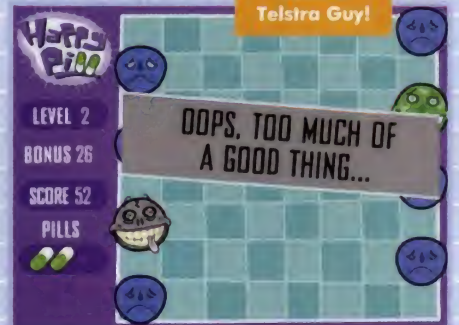 Telstra Guy!
Happy
Pill
LEVEL 2
BONUS 26
SCORE 52
PILLS
OOPS, TOO MUCH OF
A GOOD THING...